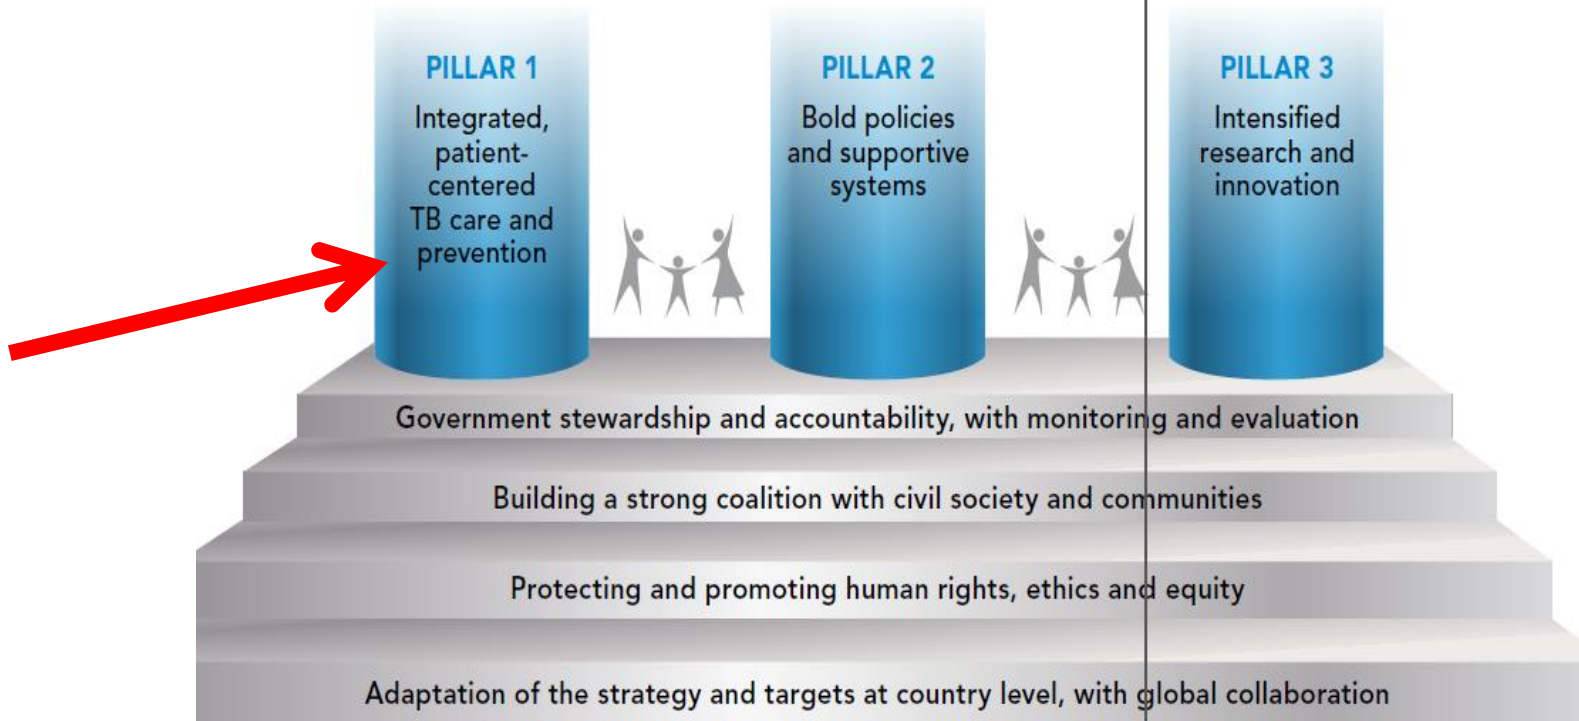 PILLAR 1
Integrated,
patient-
centered
TB care and
prevention
PILLAR 2
Bold policies
and supportive
systems
PILLAR 3
Intensified
research and
innovation
Government stewardship and accountability, with monitoring and evaluation
Building a strong coalition with civil society and communities
Protecting and promoting human rights, ethics and equity
Adaptation of the strategy and targets at country level, with global collaboration